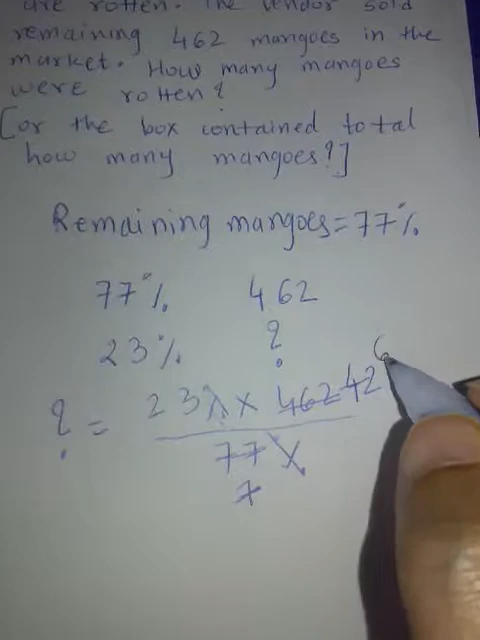 are rotten. The vendor sold
remaining 462 mangoes in the
market. How many mangoes
were rotten?
[or the box contained total
how many mangoes?]
Remaining mangoes = 77%
77% 462
23% ?
? = 23% × 462 42 6
77%
7